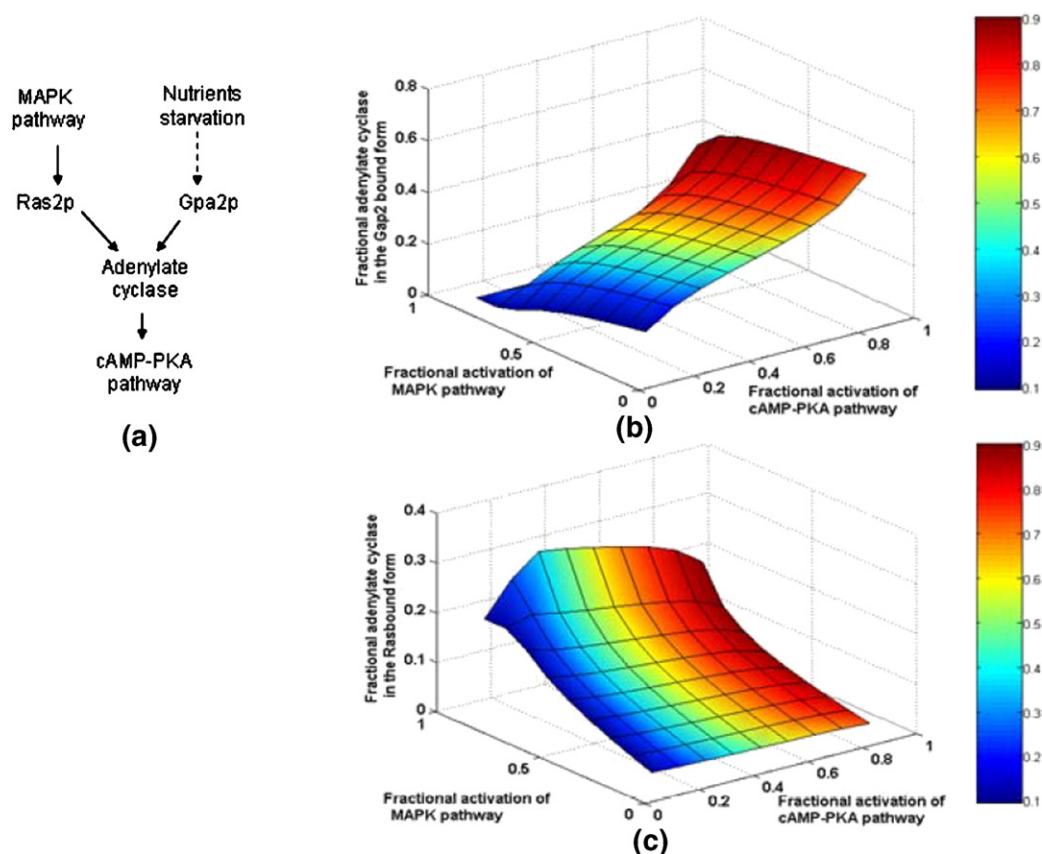 MAPK
pathway
Nutrients
starvation
Ras2p
Gpa2p
Adenylate
cyclase
cAMP-PKA
pathway
(a)
Fractional adenylate cyclase
in the Gap2 bound form
0.8
0.6
0.4
0.2
0
1
0.5
0
Fractional activation of
MAPK pathway
0
0.2
0.4
0.6
0.8
1
Fractional activation of
cAMP-PKA pathway
0.9
0.8
0.7
0.6
0.5
0.4
0.3
0.2
0.1
(b)
Fractional adenylate cyclase
in the Rasbound form
0.4
0.3
0.2
0.1
0
1
0.5
0
Fractional activation of
MAPK pathway
0
0.2
0.4
0.6
0.8
1
Fractional activation of
cAMP-PKA pathway
0.9
0.8
0.7
0.6
0.5
0.4
0.3
0.2
0.1
(c)